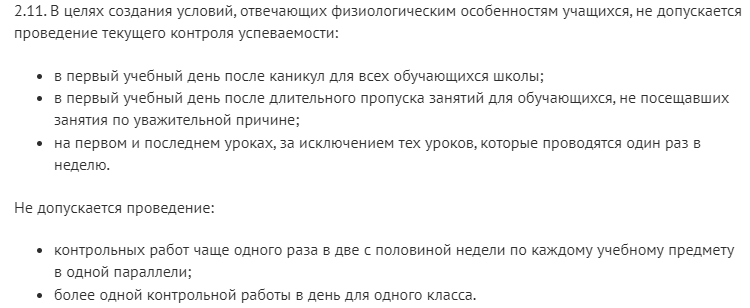 2.11. В целях создания условий, отвечающих физиологическим особенностям учащихся, не допускается
проведение текущего контроля успеваемости:
• в первый учебный день после каникул для всех обучающихся школы;
• в первый учебный день после длительного пропуска занятий для обучающихся, не посещавших
занятия по уважительной причине;
• на первом и последнем уроках, за исключением тех уроков, которые проводятся один раз в
неделю.
Не допускается проведение:
• контрольных работ чаще одного раза в две с половиной недели по каждому учебному предмету
в одной параллели;
• более одной контрольной работы в день для одного класса.